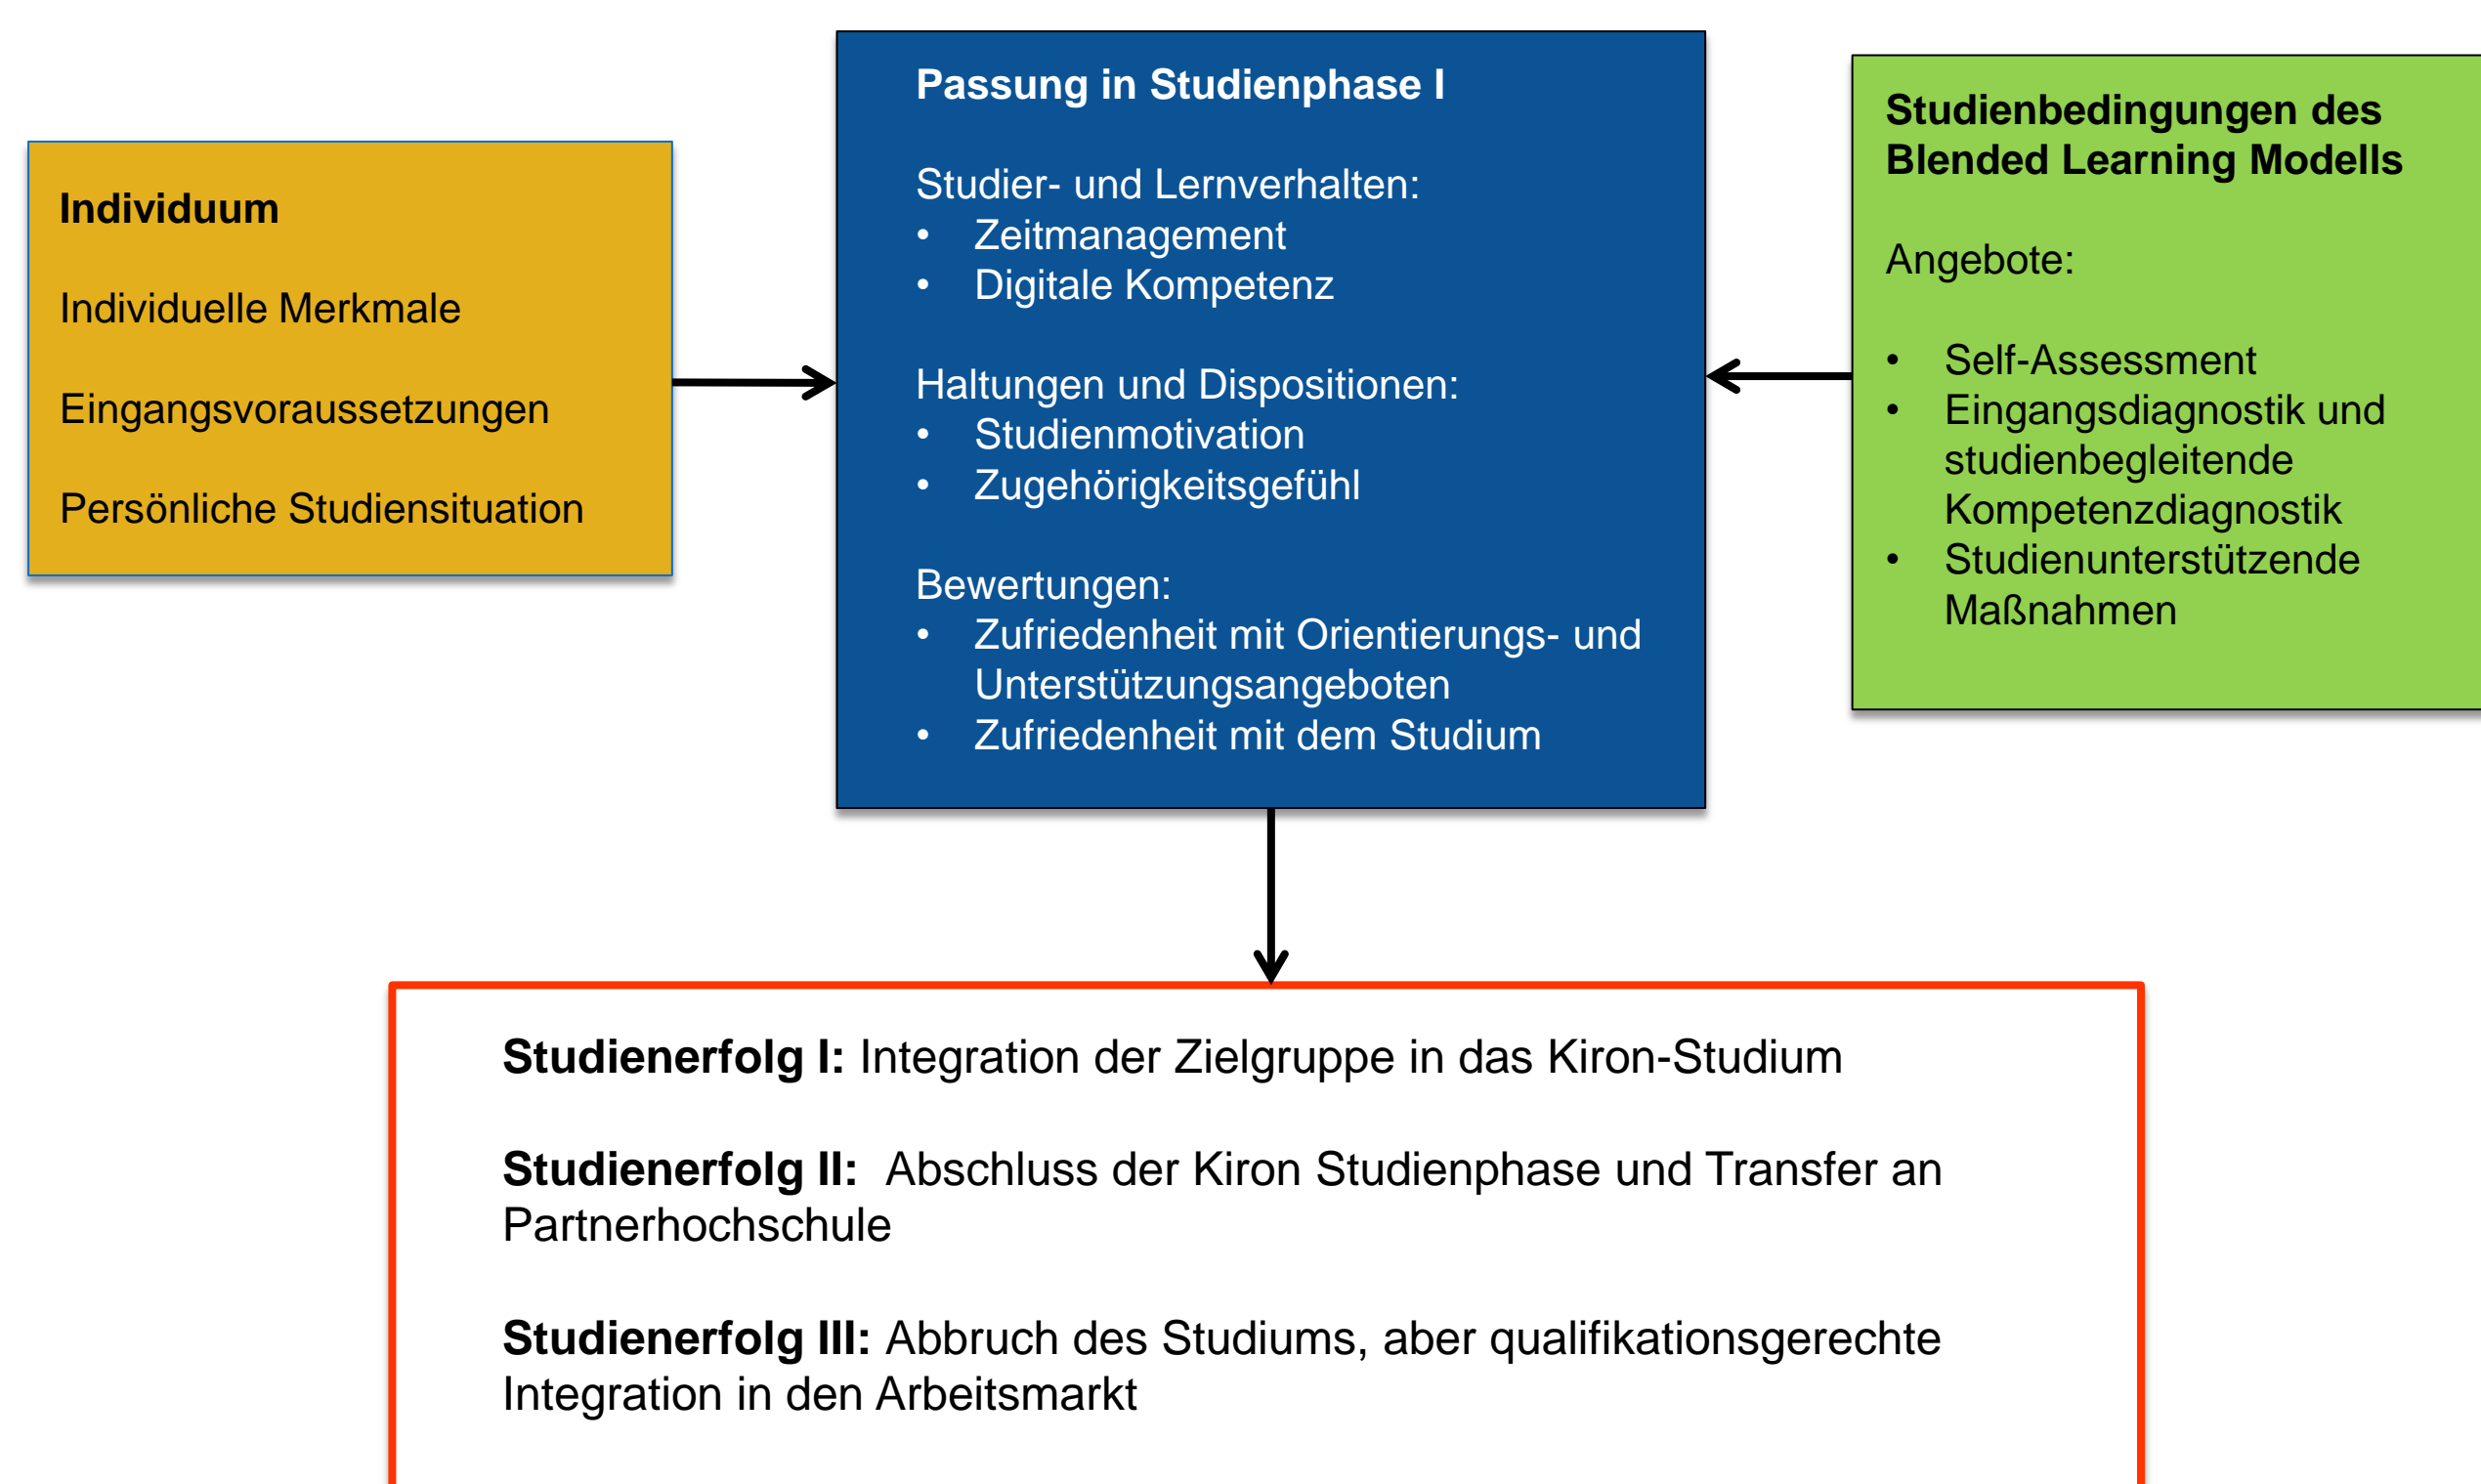 Individuum
Individuelle Merkmale
Eingangsvoraussetzungen
Persönliche Studiensituation
Passung in Studienphase I
Studier- und Lernverhalten:
• Zeitmanagement
• Digitale Kompetenz
Haltungen und Dispositionen:
• Studienmotivation
• Zugehörigkeitsgefühl
Bewertungen:
• Zufriedenheit mit Orientierungs- und
Unterstützungsangeboten
• Zufriedenheit mit dem Studium
Studienbedingungen des
Blended Learning Modells
Angebote:
• Self-Assessment
• Eingangsdiagnostik und
studienbegleitende
Kompetenzdiagnostik
• Studienunterstützende
Maßnahmen
Studienerfolg I: Integration der Zielgruppe in das Kiron-Studium
Studienerfolg II: Abschluss der Kiron Studienphase und Transfer an
Partnerhochschule
Studienerfolg III: Abbruch des Studiums, aber qualifikationsgerechte
Integration in den Arbeitsmarkt